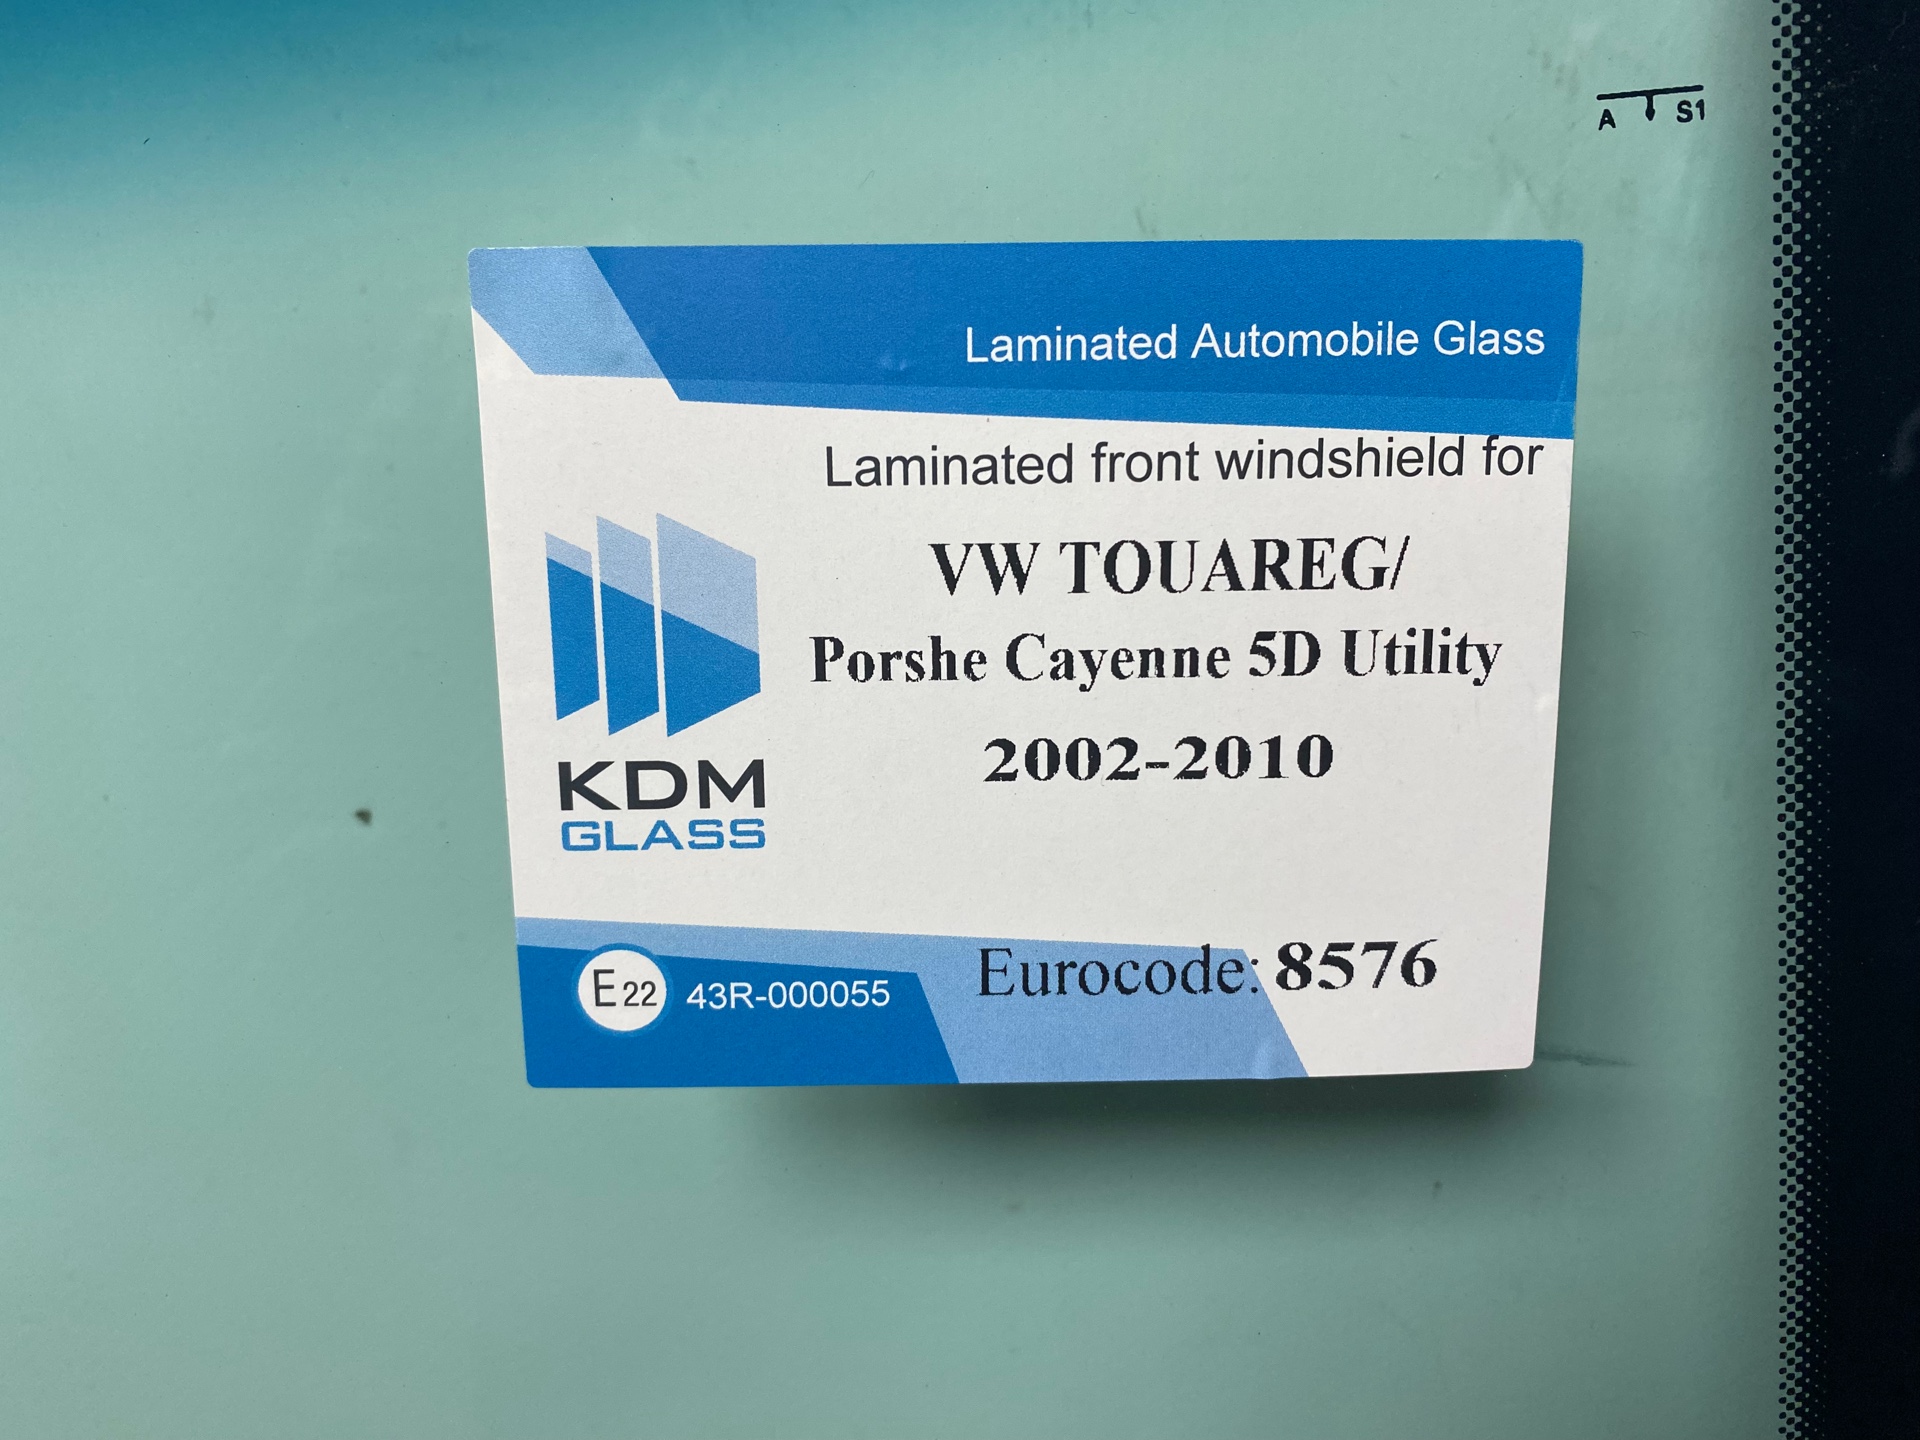 A S1
Laminated Automobile Glass
Laminated front windshield for
VW TOUAREG/
Porshe Cayenne 5D Utility
2002-2010
KDM
GLASS
E22 43R-000055
Eurocode: 8576